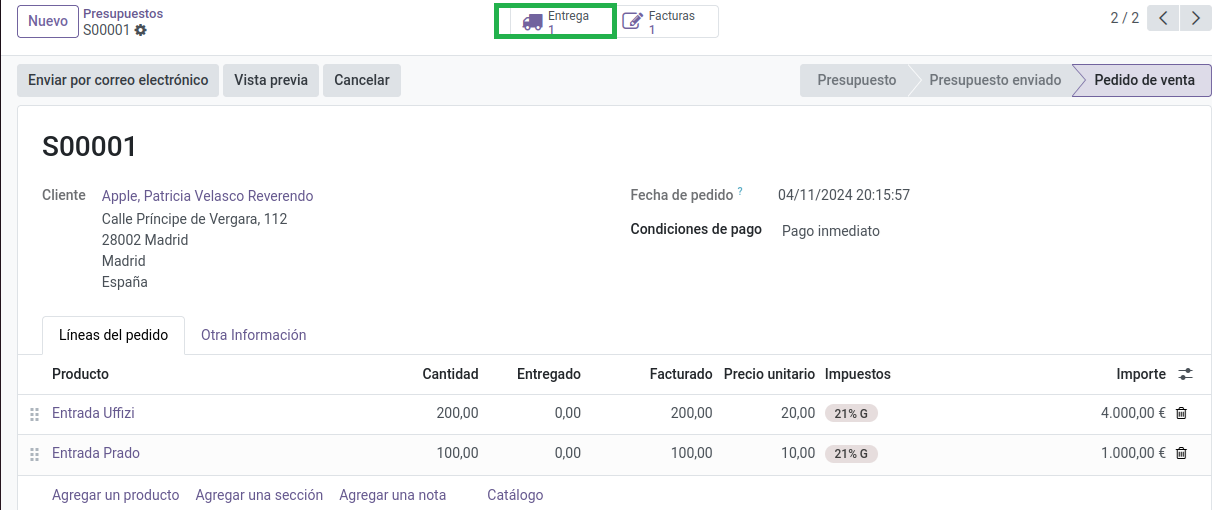 Nuevo Presupuestos Entrega Facturas 2 / 2
S00001 1 1
Enviar por correo electrónico Vista previa Cancelar Presupuesto Presupuesto enviado Pedido de venta
S00001
Cliente Apple, Patricia Velasco Reverendo Fecha de pedido ? 04/11/2024 20:15:57
Calle Príncipe de Vergara, 112 Condiciones de pago Pago inmediato
28002 Madrid
Madrid
España
Líneas del pedido Otra Información
Producto Cantidad Entregado Facturado Precio unitario Impuestos Importe
Entrada Uffizi 200,00 0,00 200,00 20,00 21% G 4.000,00 €
Entrada Prado 100,00 0,00 100,00 10,00 21% G 1.000,00 €
Agregar un producto Agregar una sección Agregar una nota Catálogo